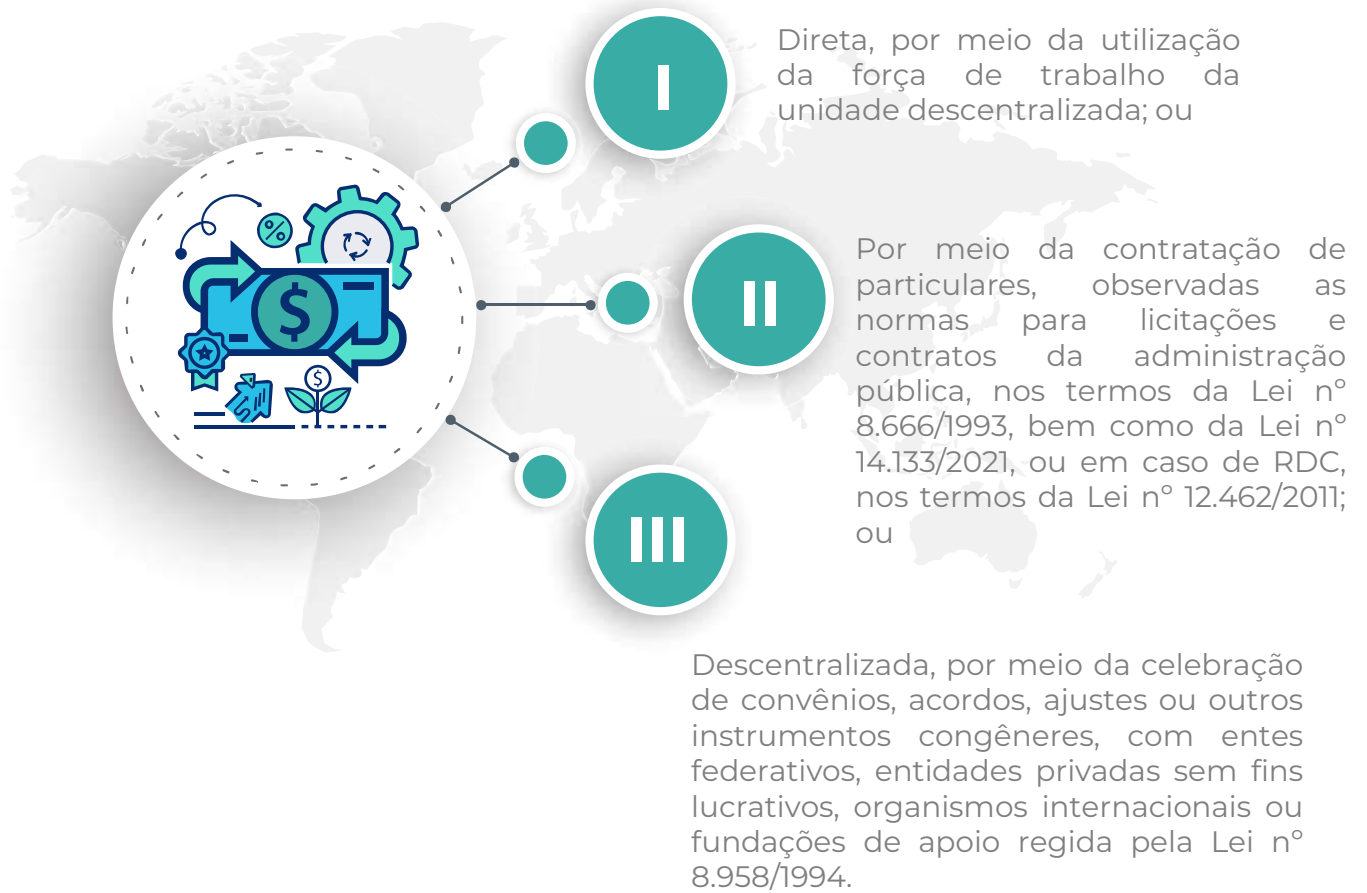 I
Direta, por meio da utilização
da força de trabalho da
unidade descentralizada; ou
%
$
$
II
Por meio da contratação de
particulares, observadas as
normas para licitações e
contratos da administração
pública, nos termos da Lei nº
8.666/1993, bem como da Lei nº
14.133/2021, ou em caso de RDC,
nos termos da Lei nº 12.462/2011;
ou
III
Descentralizada, por meio da celebração
de convênios, acordos, ajustes ou outros
instrumentos congêneres, com entes
federativos, entidades privadas sem fins
lucrativos, organismos internacionais ou
fundações de apoio regida pela Lei nº
8.958/1994.